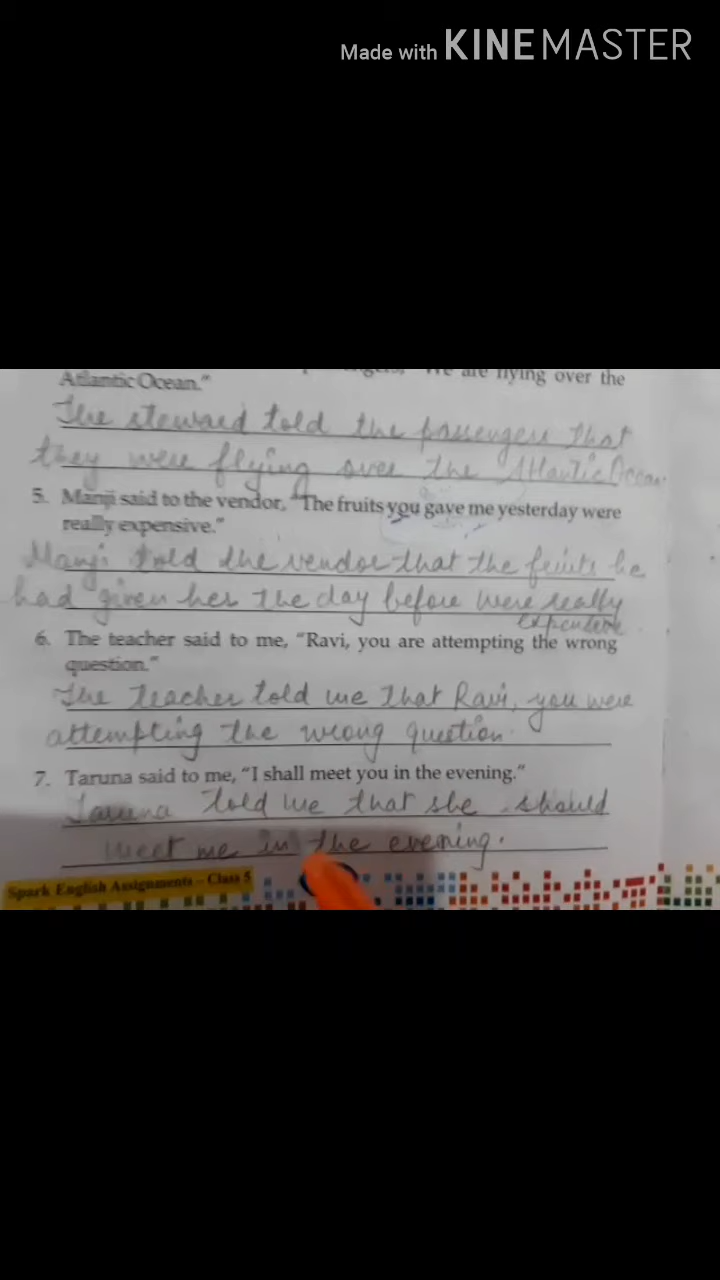 Made with KINEMASTER
We are flying over the
Atlantic Ocean."
The steward told the passengers that
they were flying over the Atlantic Ocean.
5. Manji said to the vendor, "The fruits you gave me yesterday were
really expensive."
Manji told the vendor that the fruits he
had given her the day before were really
expensive
6. The teacher said to me, "Ravi, you are attempting the wrong
question."
The teacher told me that Ravi, you were
attempting the wrong question.
7. Taruna said to me, "I shall meet you in the evening."
Taruna told me that she should
meet me in the evening.
Spark English Assignments – Class 5